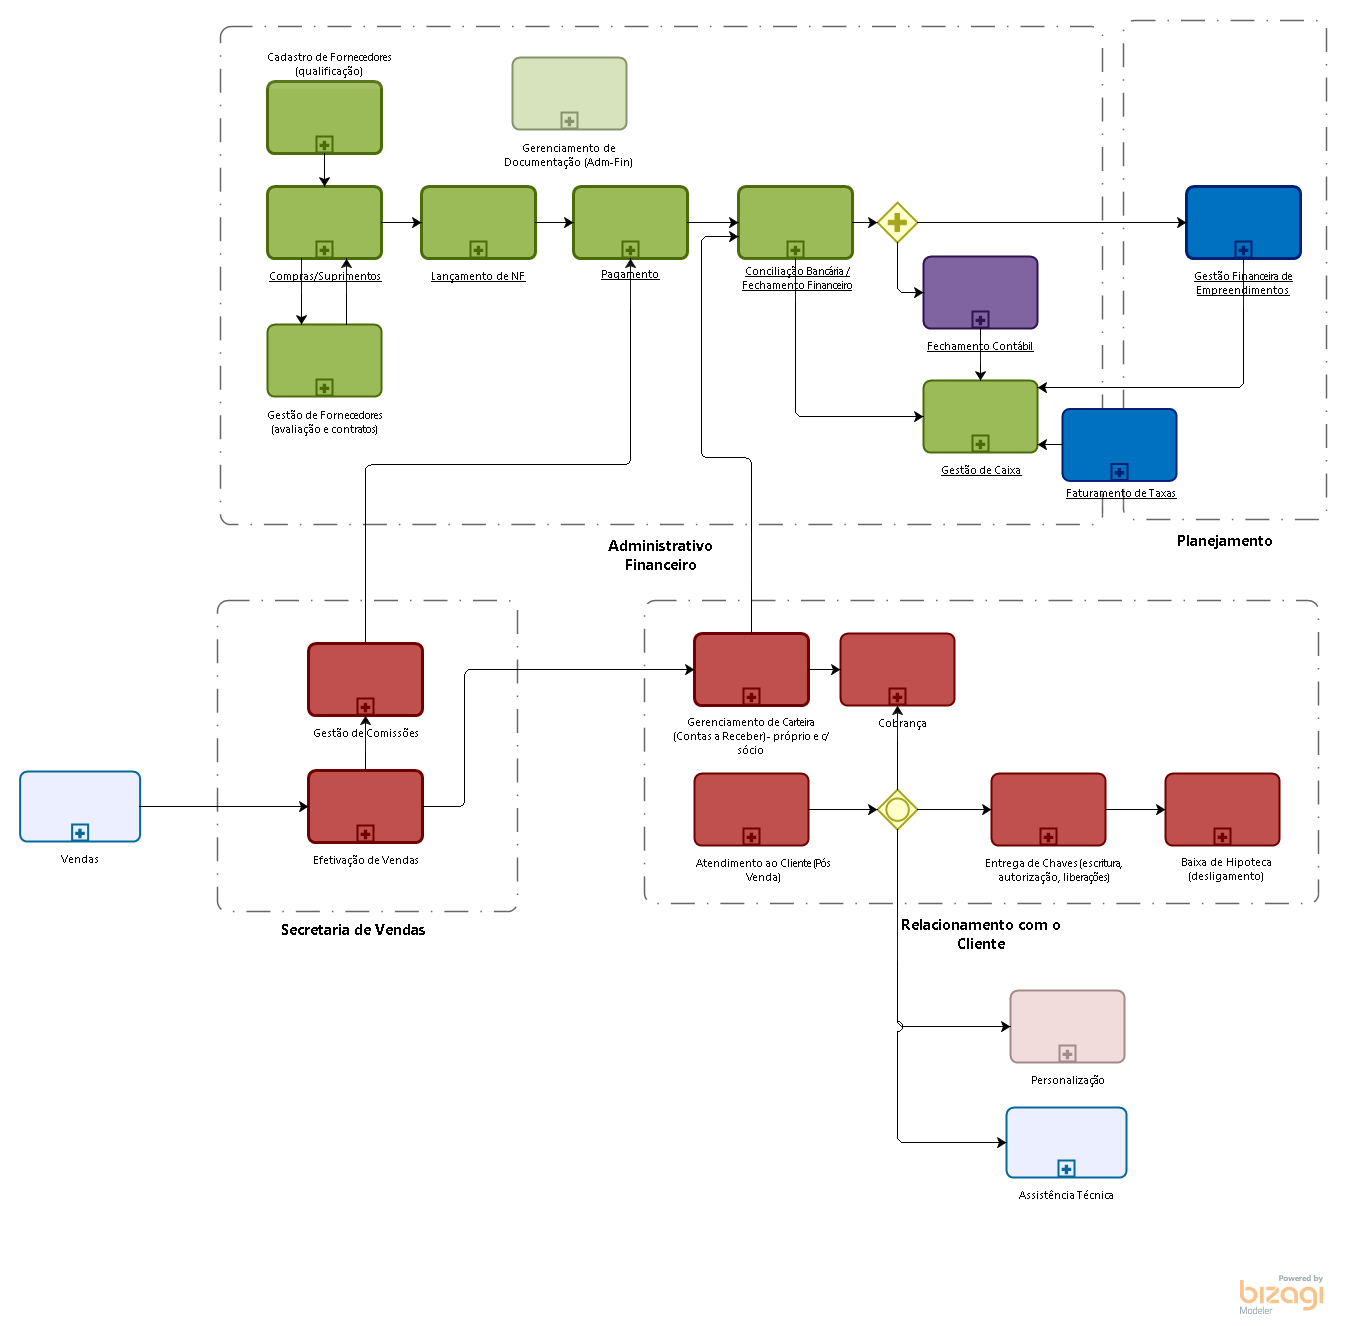 Cadastro de Fornecedores
(qualificação)
Gerenciamento de
Documentação (Adm-Fin)
Compras/Suprimentos
Lançamento de NF
Pagamento
Conciliação Bancária /
Fechamento Financeiro
Gestão Financeira de
Empreendimentos
Fechamento Contábil
Gestão de Fornecedores
(avaliação e contratos)
Gestão de Caixa
Faturamento de Taxas
Administrativo
Financeiro
Planejamento
Gestão de Comissões
Gerenciamento de Carteira
(Contas a Receber)- próprio e c/
sócio
Cobrança
Vendas
Efetivação de Vendas
Atendimento ao Cliente (Pós
Venda)
Entrega de Chaves (escritura,
autorização, liberações)
Baixa de Hipoteca
(desligamento)
Secretaria de Vendas
Relacionamento com o
Cliente
Personalização
Assistência Técnica
Powered by
bizagi
Modeler